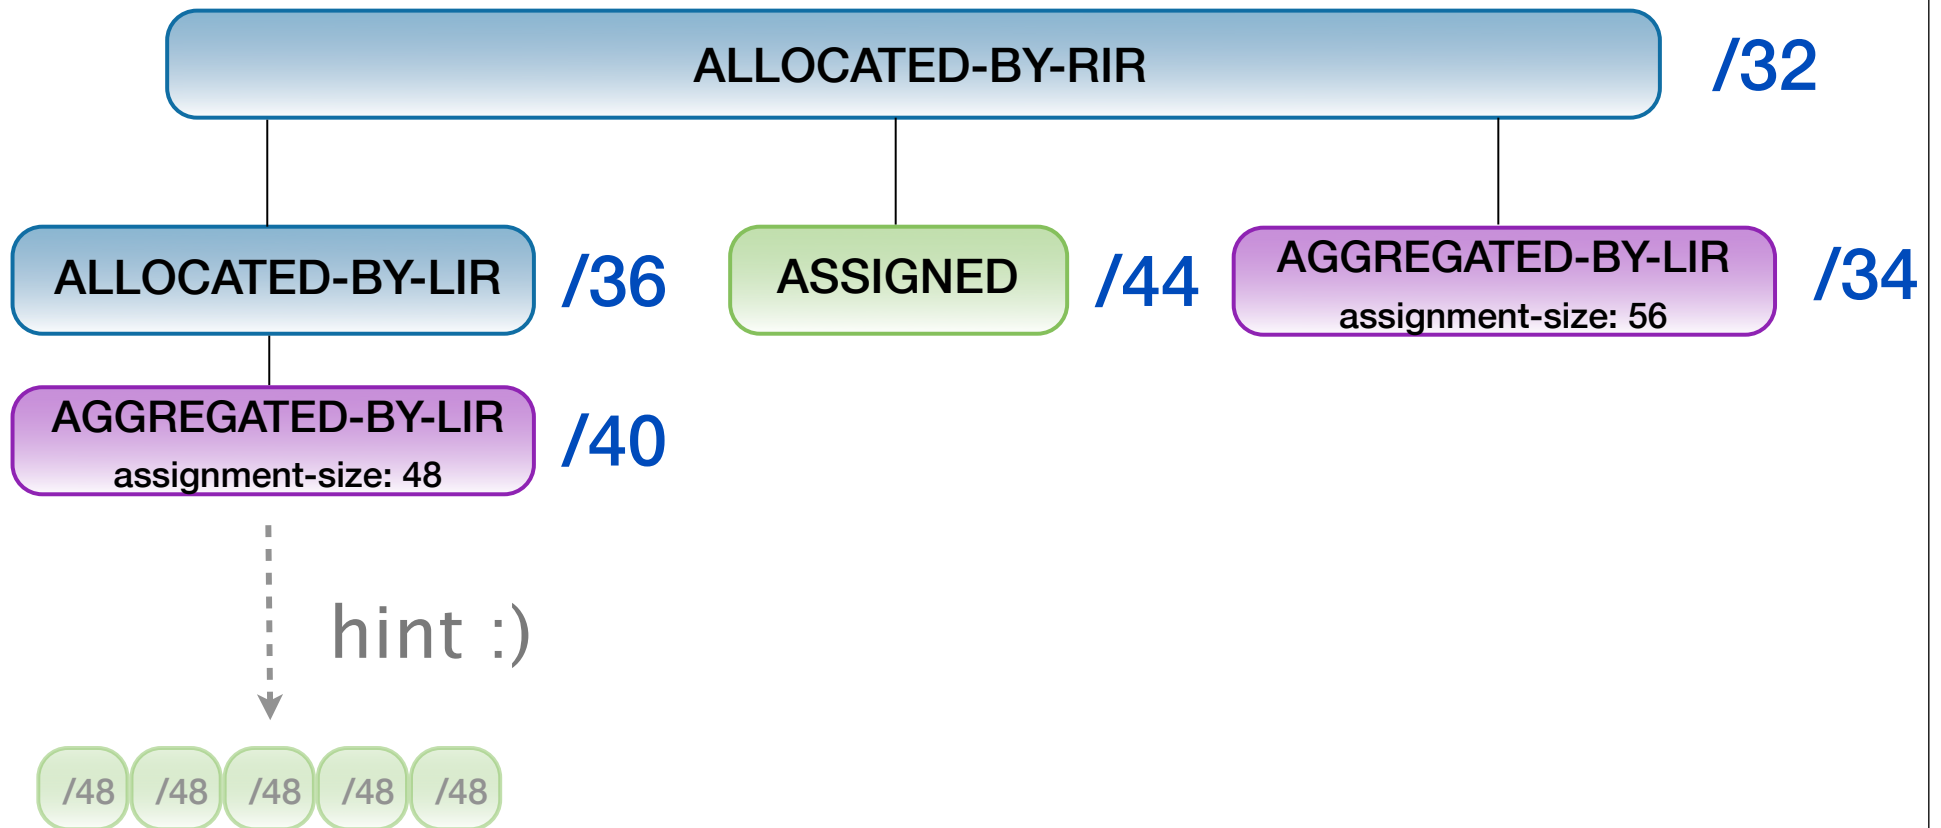 ALLOCATED-BY-RIR
/32
ALLOCATED-BY-LIR
/36
ASSIGNED
/44
AGGREGATED-BY-LIR
assignment-size: 56
/34
AGGREGATED-BY-LIR
assignment-size: 48
/40
hint :)
/48 /48 /48 /48 /48